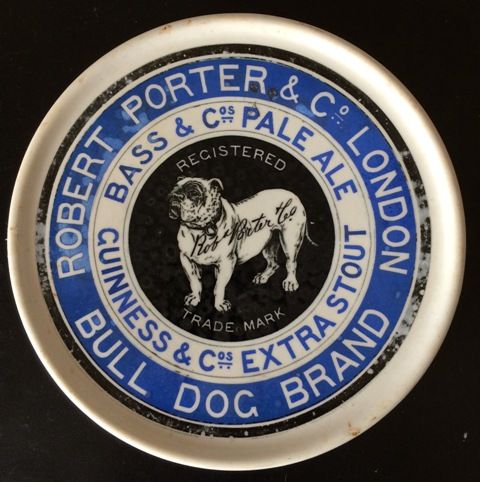 ROBERT PORTER & Co. LONDON
BASS & Cos PALE ALE
REGISTERED
Robt Porter & Co
TRADE MARK
GUINNESS & Cos EXTRA STOUT
BULL DOG BRAND